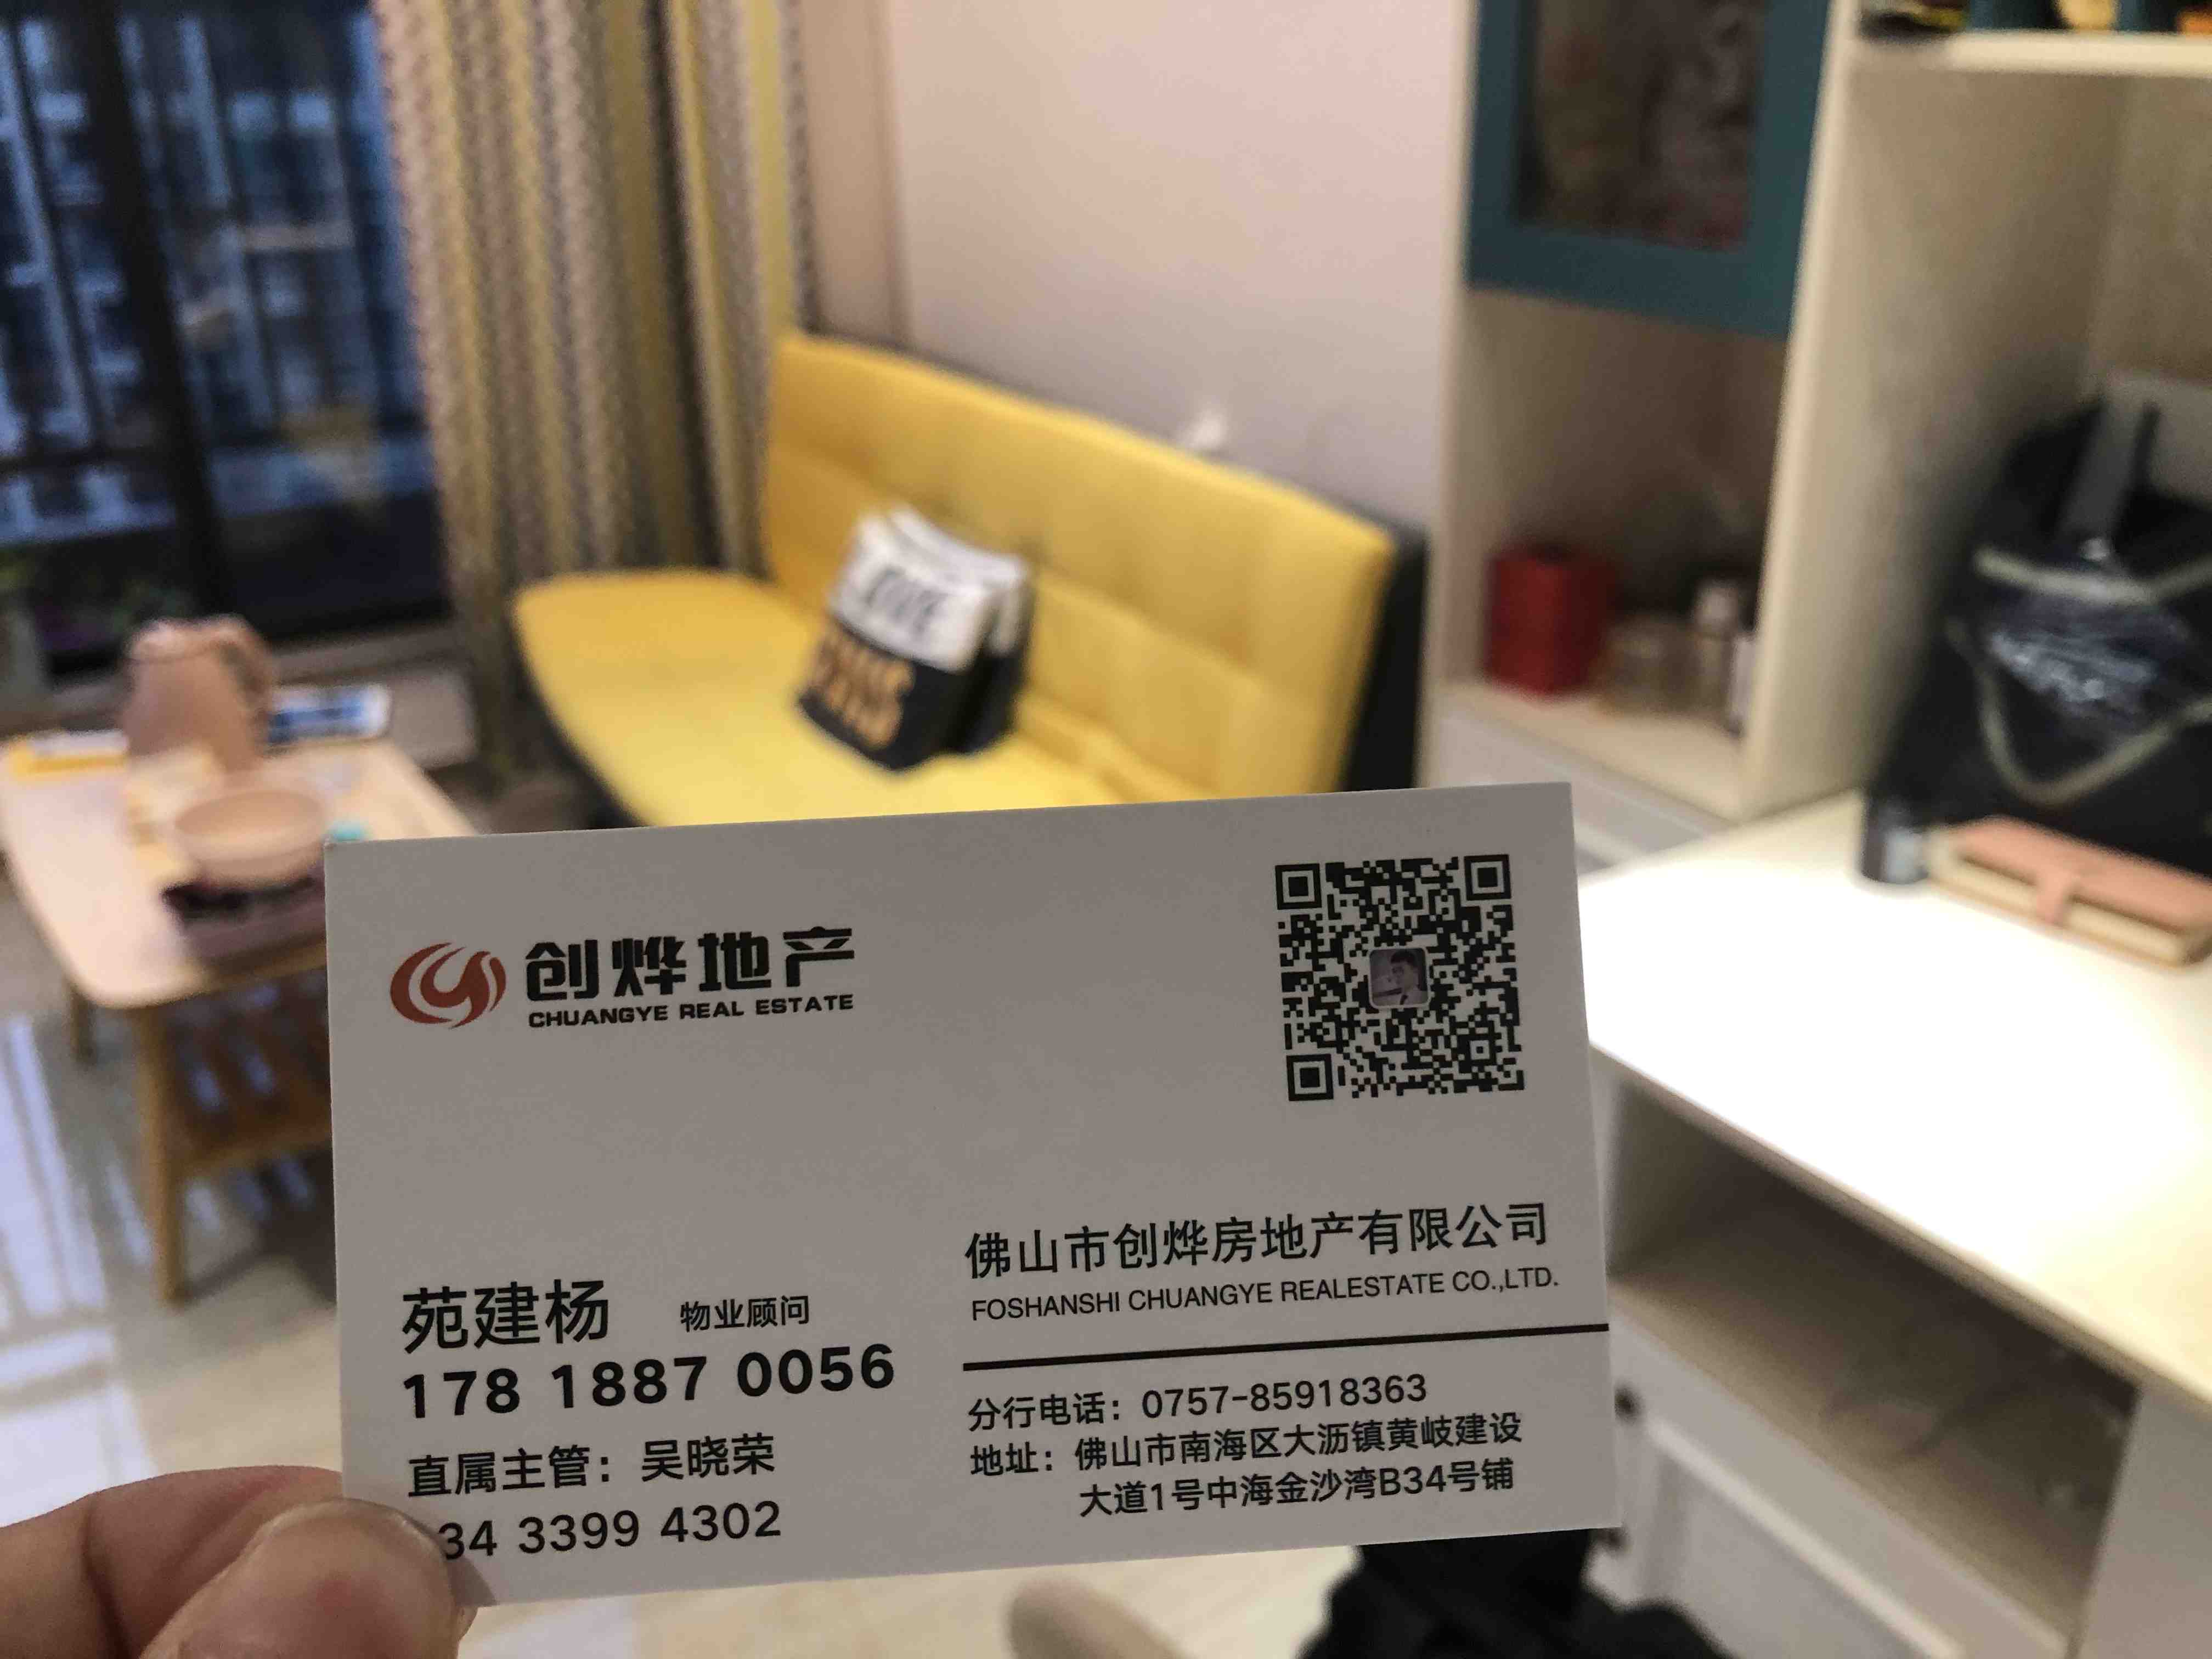 创烨地产
CHUANGYE REAL ESTATE
苑建杨 物业顾问
178 1887 0056
直属主管：吴晓荣
34 3399 4302
佛山市创烨房地产有限公司
FOSHANSHI CHUANGYE REALESTATE CO.,LTD.
分行电话：0757-85918363
地址：佛山市南海区大沥镇黄岐建设
大道1号中海金沙湾B34号铺